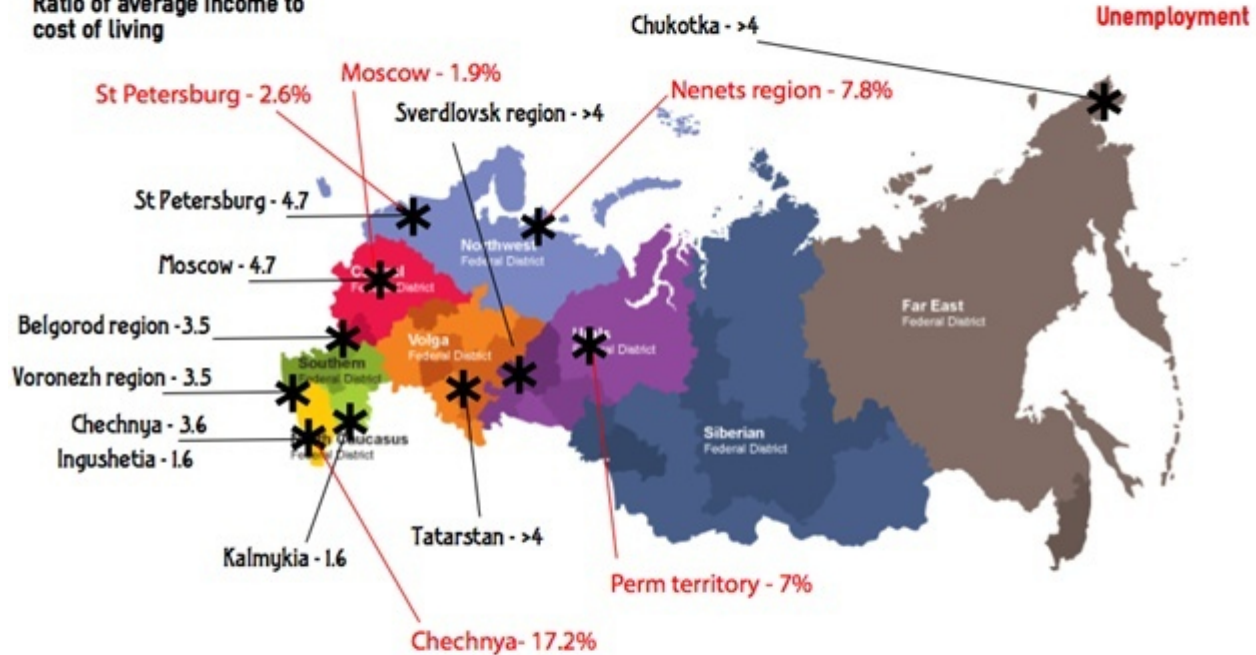 Ratio of average income to
cost of living
Unemployment
Chukotka - >4
Moscow - 1.9%
St Petersburg - 2.6%
Nenets region - 7.8%
Sverdlovsk region - >4
St Petersburg - 4.7
Northwest
Federal District
Moscow - 4.7
Federal District
Belgorod region -3.5
Far East
Federal District
Volga
Federal District
Federal District
Southern
Federal District
Voronezh region - 3.5
Chechnya - 3.6
Caucasus
Federal District
Siberian
Federal District
Ingushetia - 1.6
Tatarstan - >4
Kalmykia - 1.6
Perm territory - 7%
Chechnya- 17.2%